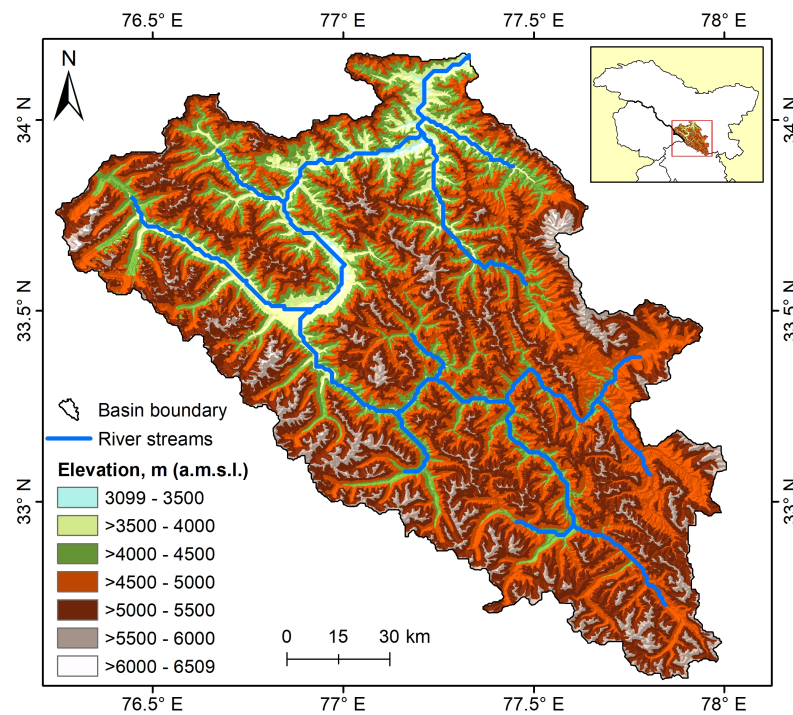 76.5° E 77° E 77.5° E 78° E
N
34° N 34° N
33.5° N 33.5° N
Basin boundary
River streams
Elevation, m (a.m.s.l.)
3099 - 3500
>3500 - 4000
>4000 - 4500
>4500 - 5000
>5000 - 5500
>5500 - 6000
>6000 - 6509
33° N 33° N
0 15 30 km
76.5° E 77° E 77.5° E 78° E